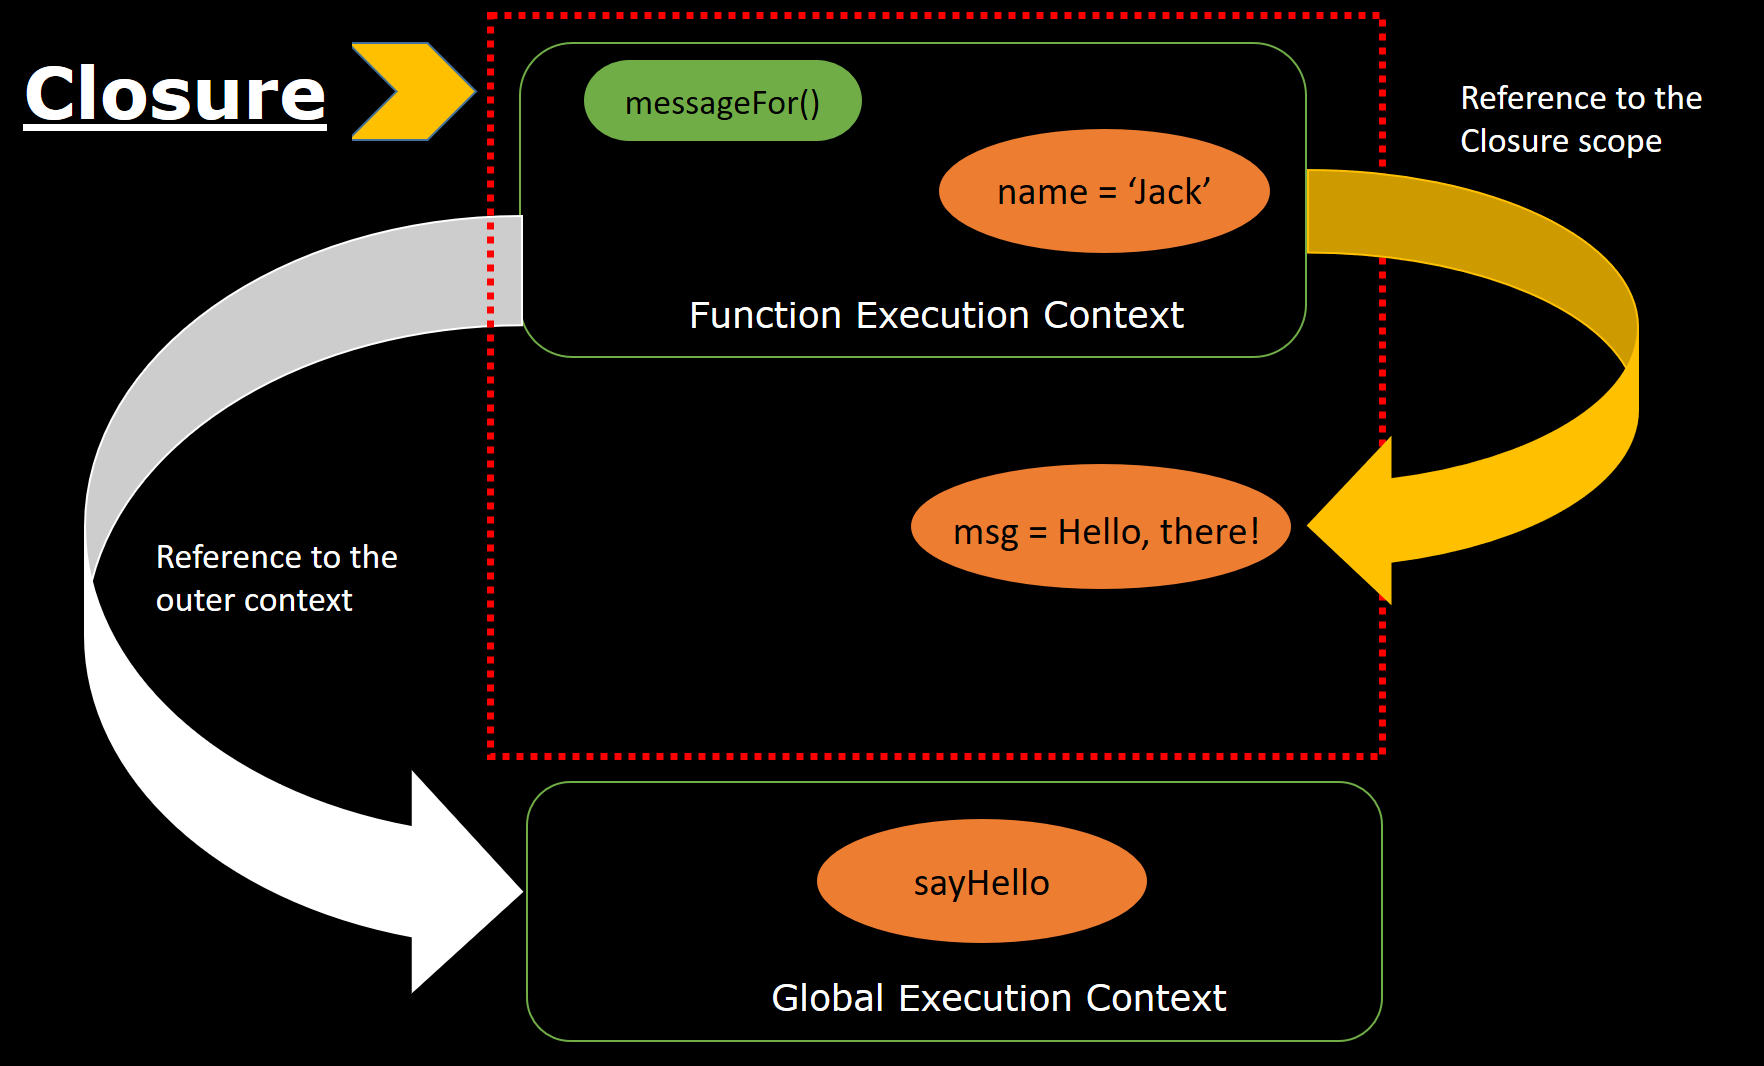 Closure
messageFor()
name = ‘Jack’
Function Execution Context
Reference to the
Closure scope
msg = Hello, there!
Reference to the
outer context
sayHello
Global Execution Context